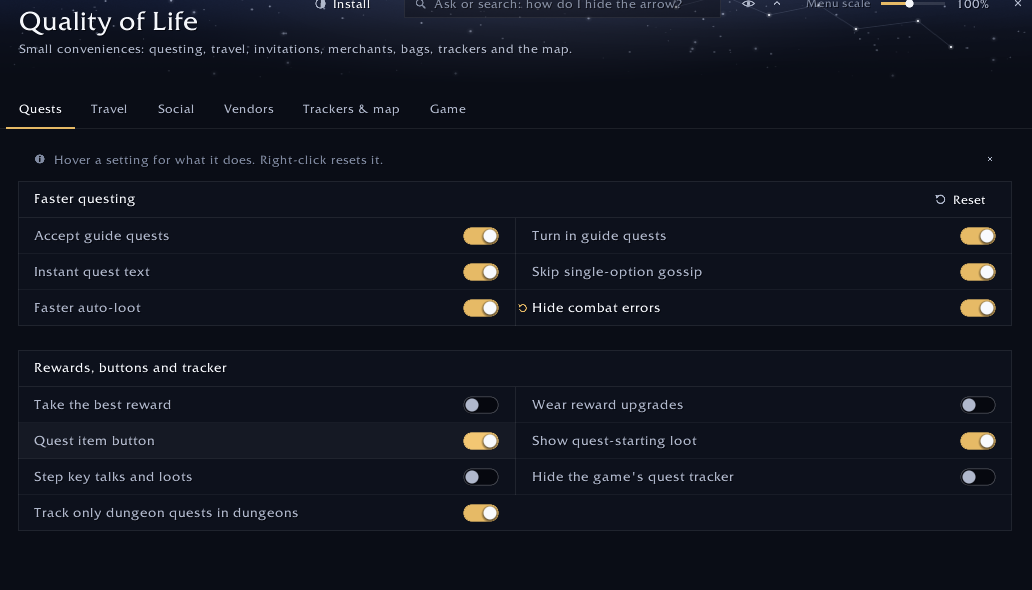 Install
Ask or search: how do I hide the arrow?
Menu scale
100%
Quality of Life
Small conveniences: questing, travel, invitations, merchants, bags, trackers and the map.
Quests Travel Social Vendors Trackers & map Game
Hover a setting for what it does. Right-click resets it.
Faster questing
Reset
Accept guide quests
Turn in guide quests
Instant quest text
Skip single-option gossip
Faster auto-loot
Hide combat errors
Rewards, buttons and tracker
Take the best reward
Wear reward upgrades
Quest item button
Show quest-starting loot
Step key talks and loots
Hide the game's quest tracker
Track only dungeon quests in dungeons